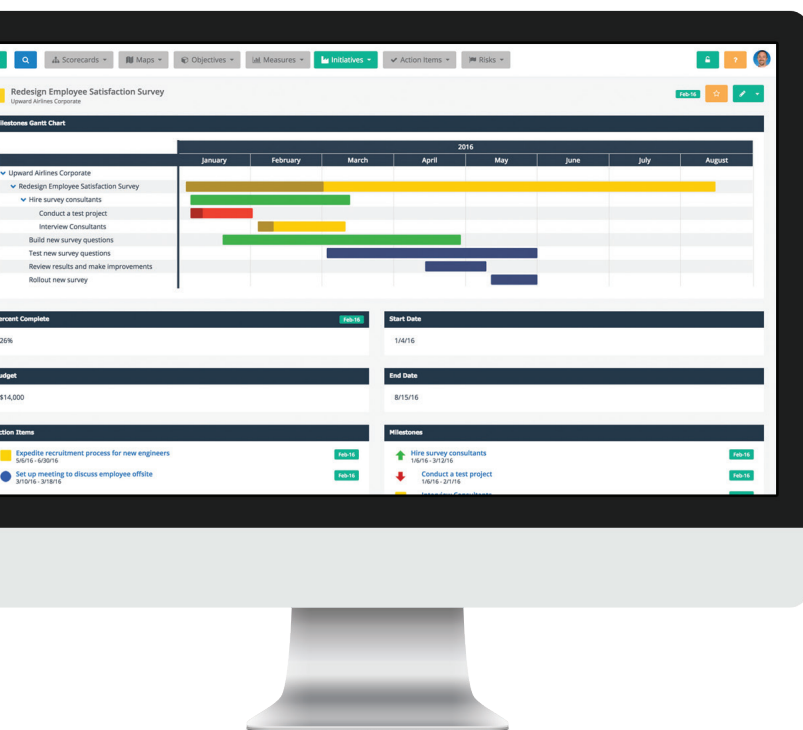 Scorecards
Maps
Objectives
Measures
Initiatives
Action Items
Risks
?
Redesign Employee Satisfaction Survey
Upward Airlines Corporate
Feb-16
Gantt Chart
2016
January February March April May June July August
Upward Airlines Corporate
Redesign Employee Satisfaction Survey
Hire survey consultants
Conduct a test project
Interview Consultants
Build new survey questions
Test new survey questions
Review results and make improvements
Rollout new survey
Complete
Feb-16
Start Date
26%
1/4/16
End Date
$14,000
8/15/16
Items
Milestones
Expedite recruitment process for new engineers
5/6/16 - 6/30/16
Feb-16
Hire survey consultants
1/6/16 - 3/12/16
Feb-16
Set up meeting to discuss employee offsite
3/10/16 - 3/18/16
Feb-16
Conduct a test project
1/6/16 - 2/1/16
Feb-16